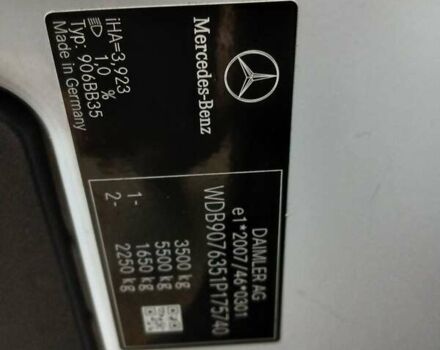 Mercedes-Benz
iHA=3,923
1,0 %
Typ: 906BB35
Made in Germany
DAIMLER AG
e1*2007/46*0301
WDB9076351P175740
3500 kg
5500 kg
1- 1650 kg
2- 2250 kg